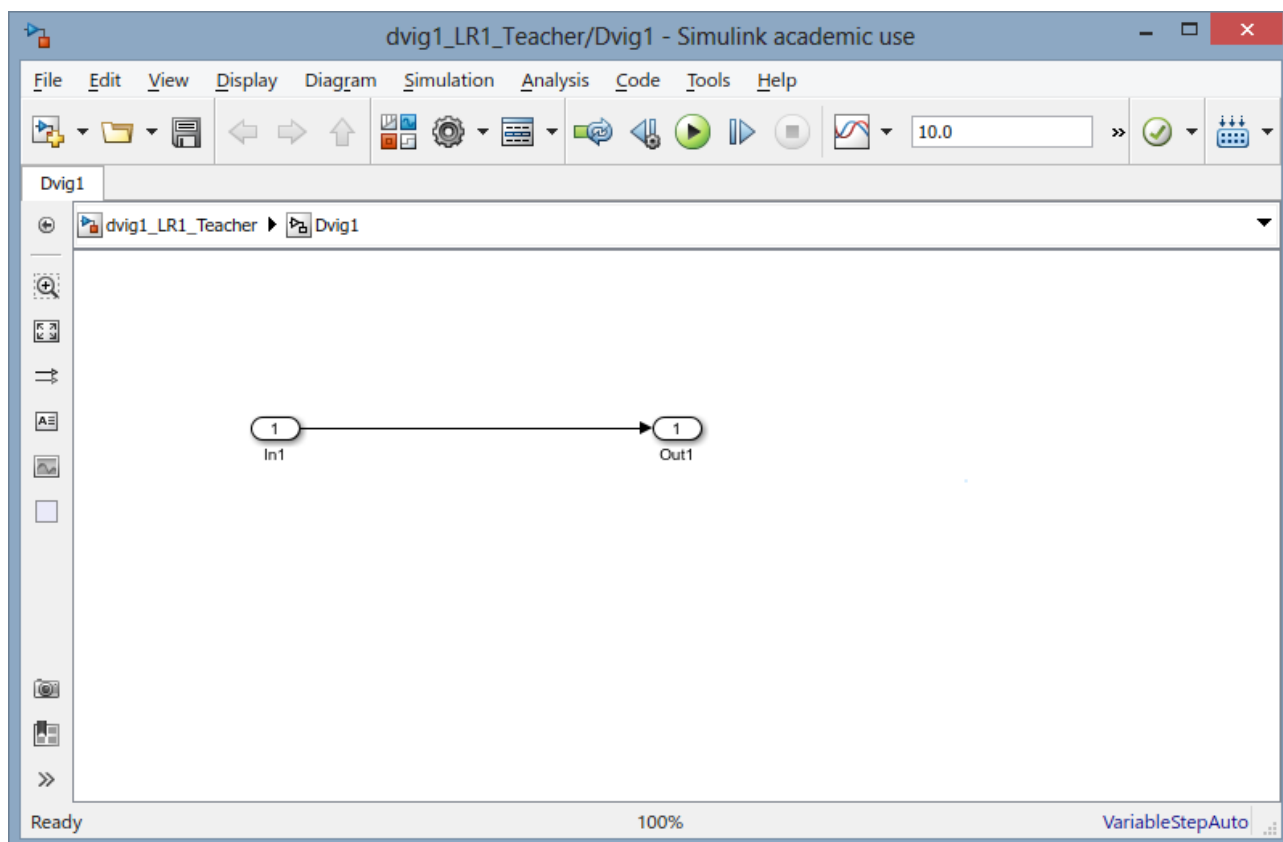 dvig1_LR1_Teacher/Dvig1 - Simulink academic use
File Edit View Display Diagram Simulation Analysis Code Tools Help
10.0
Dvig1
dvig1_LR1_Teacher Dvig1
1 1
In1 Out1
Ready 100% VariableStepAuto